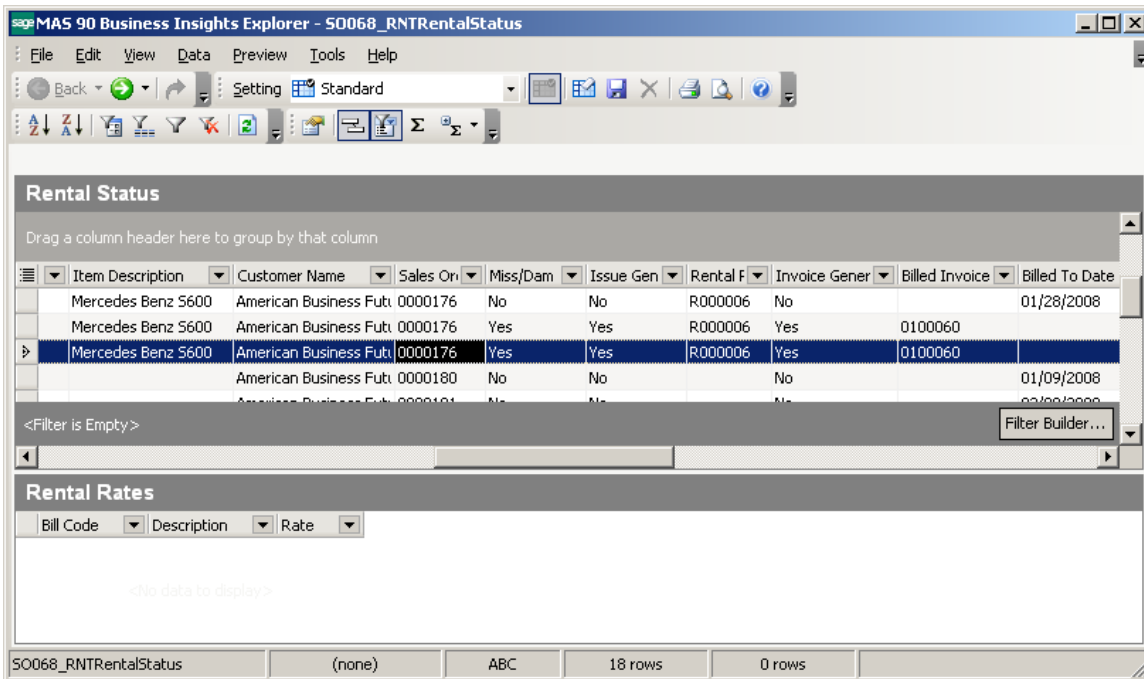 sage MAS 90 Business Insights Explorer - SO068_RNTRentalStatus
File Edit View Data Preview Tools Help
Back Setting Standard
Rental Status
Drag a column header here to group by that column
Item Description Customer Name Sales Or Miss/Dam Issue Gen Rental Invoice Gener Billed Invoice Billed To Date
Mercedes Benz S600 American Business Futu 0000176 No No R000006 No 01/28/2008
Mercedes Benz S600 American Business Futu 0000176 Yes Yes R000006 Yes 0100060
Mercedes Benz S600 American Business Futu 0000176 Yes Yes R000006 Yes 0100060
American Business Futu 0000180 No No No 01/09/2008
<Filter is Empty> Filter Builder...
Rental Rates
Bill Code Description Rate
<No data to display>
SO068_RNTRentalStatus (none) ABC 18 rows 0 rows